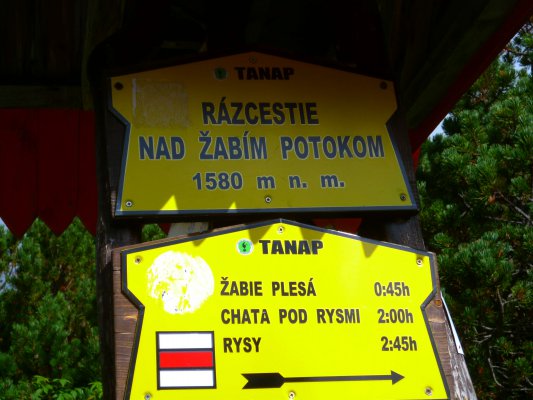 TANAP
RÁZCESTIE
NAD ŽABÍM POTOKOM
1580 m n. m.
TANAP
ŽABIE PLESÁ 0:45h
CHATA POD RYSMI 2:00h
RYSY 2:45h